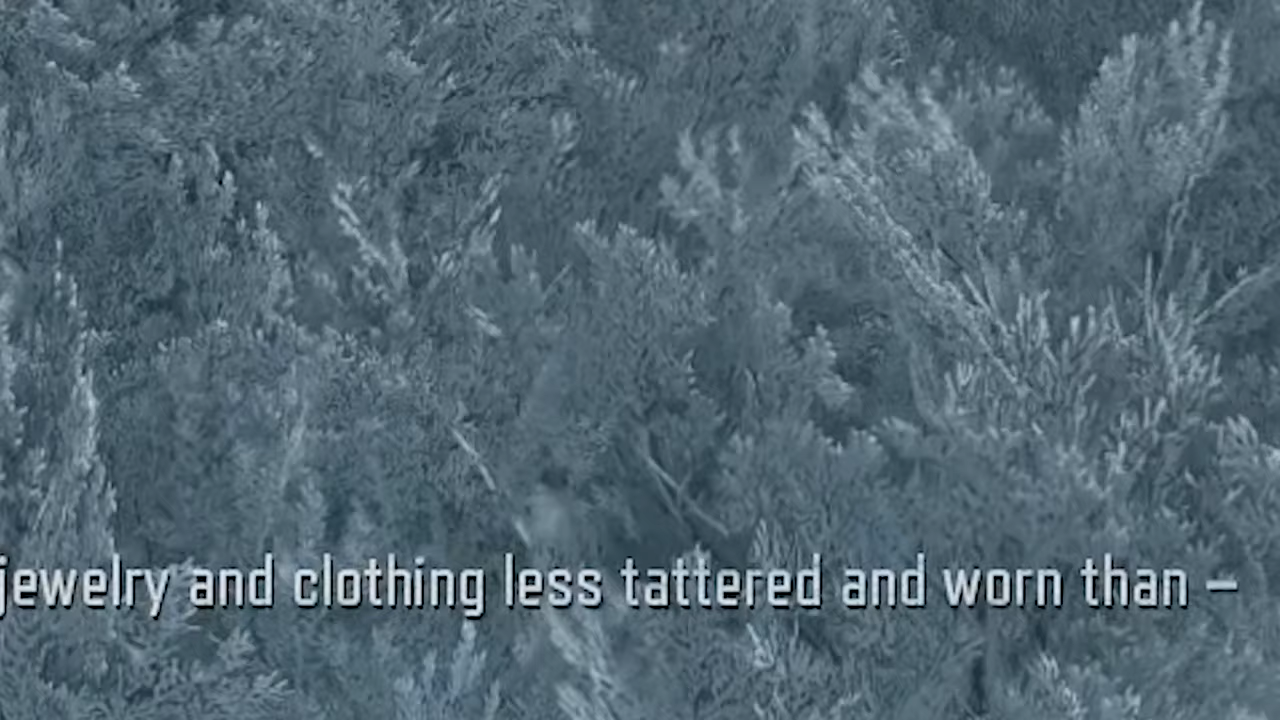 jewelry and clothing less tattered and worn than –